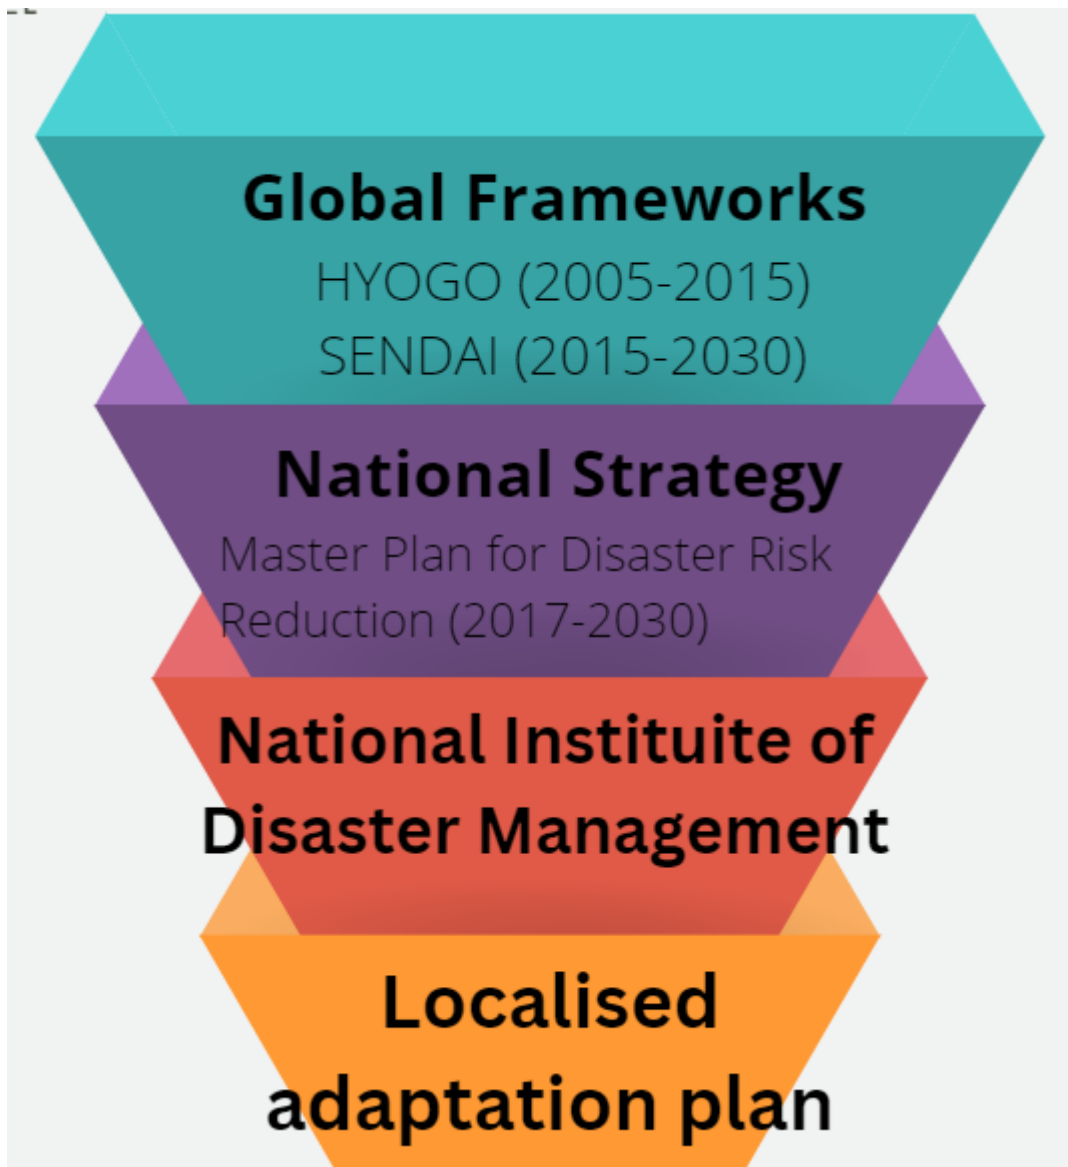 Global Frameworks
HYOGO (2005-2015)
SENDAI (2015-2030)
National Strategy
Master Plan for Disaster Risk
Reduction (2017-2030)
National Instituite of
Disaster Management
Localised
adaptation plan